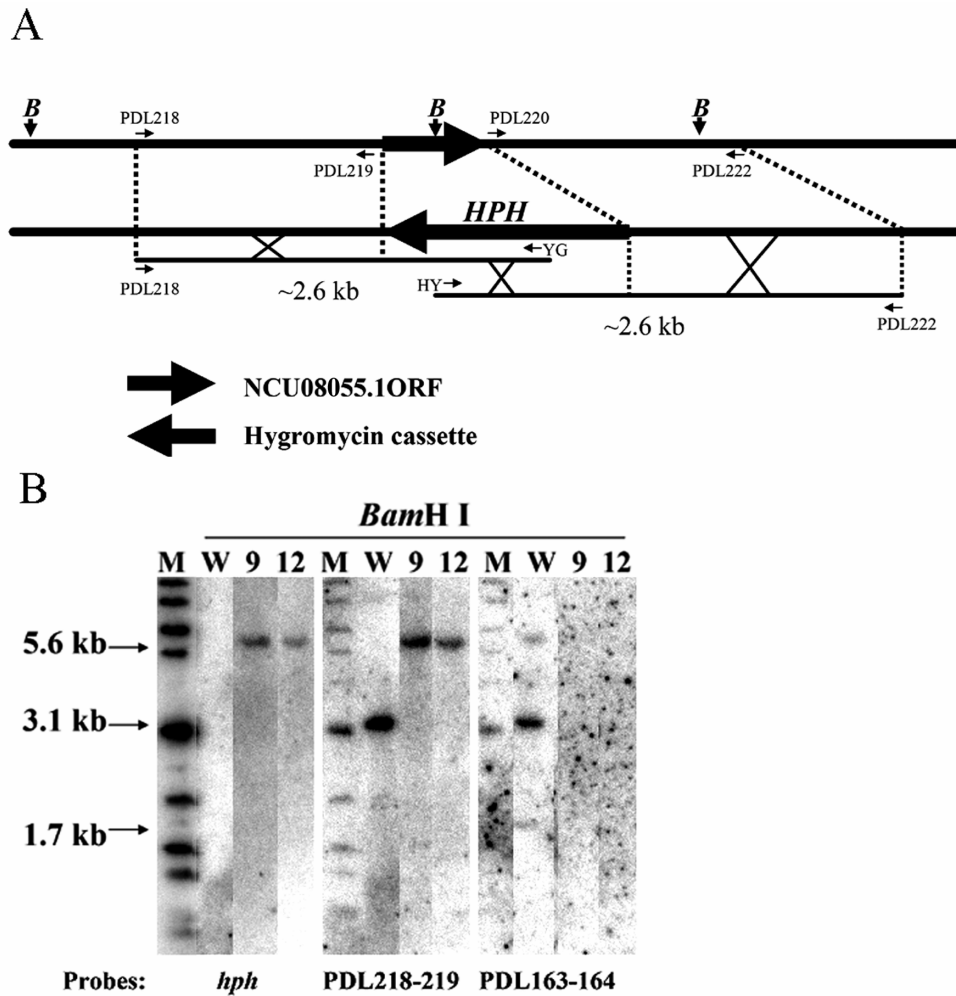 A
B B B
PDL218 PDL220
PDL219 PDL222
HPH
YG
PDL218 ~2.6 kb HY
~2.6 kb PDL222
NCU08055.1ORF
Hygromycin cassette
B
BamH I
M W 9 12 M W 9 12 M W 9 12
5.6 kb
3.1 kb
1.7 kb
Probes: hph PDL218-219 PDL163-164